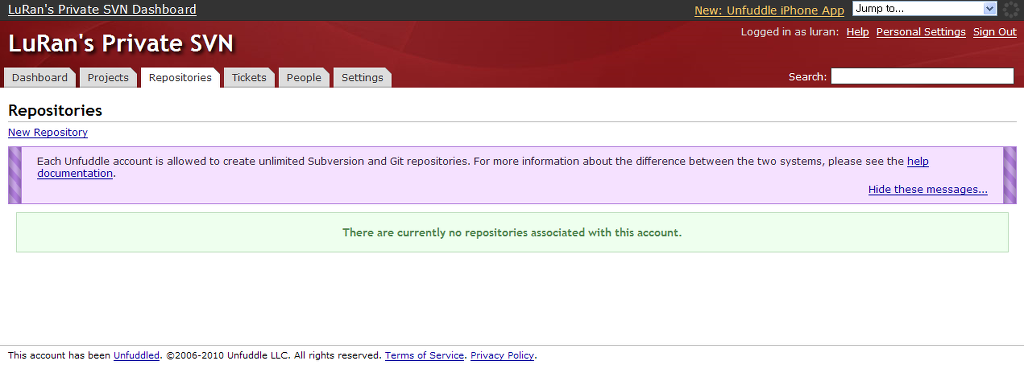 LuRan's Private SVN Dashboard
New: Unfuddle iPhone App
Jump to...
LuRan's Private SVN
Logged in as luran: Help Personal Settings Sign Out
Dashboard Projects Repositories Tickets People Settings
Search:
Repositories
New Repository
Each Unfuddle account is allowed to create unlimited Subversion and Git repositories. For more information about the difference between the two systems, please see the help
documentation.
Hide these messages...
There are currently no repositories associated with this account.
This account has been Unfuddled. ©2006-2010 Unfuddle LLC. All rights reserved. Terms of Service. Privacy Policy.